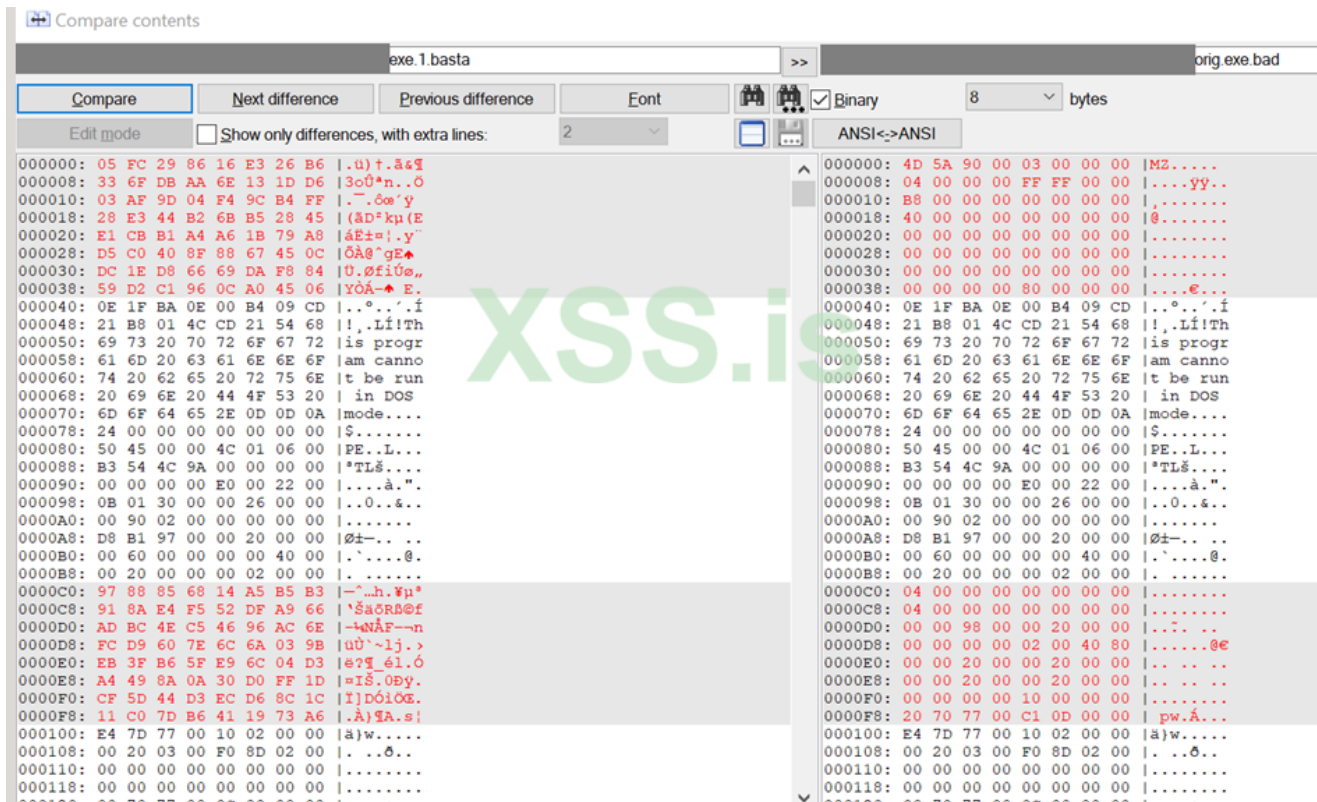 Compare contents
exe.1.basta >> orig.exe.bad
Compare Next difference Previous difference Font Binary 8 bytes
Edit mode Show only differences, with extra lines: 2 ANSI<->ANSI
000000: 05 FC 29 86 16 E3 26 B6 |.ü)†.ã&¶ 000000: 4D 5A 90 00 03 00 00 00 |MZ.....
000008: 33 6F DB AA 6E 13 1D D6 |3oÛªn..Ö 000008: 04 00 00 00 FF FF 00 00 |....ÿÿ..
000010: 03 AF 9D 04 F4 9C B4 FF |.¯.ôœ´ÿ 000010: B8 00 00 00 00 00 00 00 |¸.......
000018: 28 E3 44 B2 6B B5 28 45 |(ãD²kµ(E 000018: 40 00 00 00 00 00 00 00 |@.......
000020: E1 CB B1 A4 A6 1B 79 A8 |áË±¤¦.y¨ 000020: 00 00 00 00 00 00 00 00 |........
000028: D5 C0 40 8F 88 67 45 0C |ÕÀ@ˆgE♠ 000028: 00 00 00 00 00 00 00 00 |........
000030: DC 1E D8 66 69 DA F8 84 |Ü.ØfiÚø„ 000030: 00 00 00 00 00 00 00 00 |........
000038: 59 D2 C1 96 0C A0 45 06 |YÒÁ–♠ E. 000038: 00 00 00 00 80 00 00 00 |....€...
000040: 0E 1F BA 0E 00 B4 09 CD |..º..´.Í 000040: 0E 1F BA 0E 00 B4 09 CD |..º..´.Í
000048: 21 B8 01 4C CD 21 54 68 |!¸.LÍ!Th 000048: 21 B8 01 4C CD 21 54 68 |!¸.LÍ!Th
000050: 69 73 20 70 72 6F 67 72 |is progr 000050: 69 73 20 70 72 6F 67 72 |is progr
000058: 61 6D 20 63 61 6E 6E 6F |am canno 000058: 61 6D 20 63 61 6E 6E 6F |am canno
000060: 74 20 62 65 20 72 75 6E |t be run 000060: 74 20 62 65 20 72 75 6E |t be run
000068: 20 69 6E 20 44 4F 53 20 | in DOS 000068: 20 69 6E 20 44 4F 53 20 | in DOS
000070: 6D 6F 64 65 2E 0D 0D 0A |mode.... 000070: 6D 6F 64 65 2E 0D 0D 0A |mode....
000078: 24 00 00 00 00 00 00 00 |$....... 000078: 24 00 00 00 00 00 00 00 |$.......
000080: 50 45 00 00 4C 01 06 00 |PE..L... 000080: 50 45 00 00 4C 01 06 00 |PE..L...
000088: B3 54 4C 9A 00 00 00 00 |³TLš.... 000088: B3 54 4C 9A 00 00 00 00 |³TLš....
000090: 00 00 00 00 E0 00 22 00 |....à.". 000090: 00 00 00 00 E0 00 22 00 |....à.".
000098: 0B 01 30 00 00 26 00 00 |..0..&.. 000098: 0B 01 30 00 00 26 00 00 |..0..&..
0000A0: 00 90 02 00 00 00 00 00 |....... 0000A0: 00 90 02 00 00 00 00 00 |.......
0000A8: D8 B1 97 00 00 20 00 00 |Ø±—.. .. 0000A8: D8 B1 97 00 00 20 00 00 |Ø±—.. ..
0000B0: 00 60 00 00 00 00 40 00 |.`....@. 0000B0: 00 60 00 00 00 00 40 00 |.`....@.
0000B8: 00 20 00 00 00 02 00 00 |. ...... 0000B8: 00 20 00 00 00 02 00 00 |. ......
0000C0: 97 88 85 68 14 A5 B5 B3 |—ˆ…h.¥µ³ 0000C0: 04 00 00 00 00 00 00 00 |........
0000C8: 91 8A E4 F5 52 DF A9 66 |‘ŠäõRß©f 0000C8: 04 00 00 00 00 00 00 00 |........
0000D0: AD BC 4E C5 46 96 AC 6E |-¼NÅF–¬n 0000D0: 00 00 98 00 00 20 00 00 |..˜.. ..
0000D8: FC D9 60 7E 6C 6A 03 9B |üÙ`~lj.› 0000D8: 00 00 00 00 02 00 40 80 |......@€
0000E0: EB 3F B6 5F E9 6C 04 D3 |ë?¶_él.Ó 0000E0: 00 00 20 00 00 20 00 00 |.. .. ..
0000E8: A4 49 8A 0A 30 D0 FF 1D |¤IŠ.0Ðÿ. 0000E8: 00 00 20 00 00 20 00 00 |.. .. ..
0000F0: CF 5D 44 D3 EC D6 8C 1C |Ï]DÓìÖŒ. 0000F0: 00 00 00 00 10 00 00 00 |........
0000F8: 11 C0 7D B6 41 19 73 A6 |.À}¶A.s¦ 0000F8: 20 70 77 00 C1 0D 00 00 | pw.Á...
000100: E4 7D 77 00 10 02 00 00 |ä}w..... 000100: E4 7D 77 00 10 02 00 00 |ä}w.....
000108: 00 20 03 00 F0 8D 02 00 |. ..ð.. 000108: 00 20 03 00 F0 8D 02 00 |. ..ð..
000110: 00 00 00 00 00 00 00 00 |........ 000110: 00 00 00 00 00 00 00 00 |........
000118: 00 00 00 00 00 00 00 00 |........ 000118: 00 00 00 00 00 00 00 00 |........
XSS.is